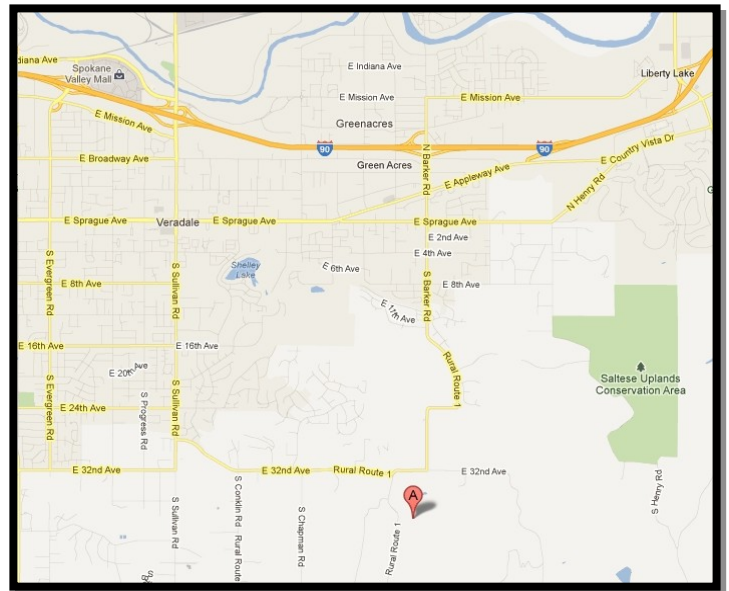 diana Ave
Spokane
Valley Mall
E Indiana Ave
Liberty Lake
E Mission Ave
E Mission Ave
E Mission Ave
Greenacres
90
90
E Broadway Ave
Green Acres
N Barker Rd
E Appleway Ave
E Country Vista Dr
N Henry Rd
G
E Sprague Ave
Veradale
E Sprague Ave
E Sprague Ave
E 2nd Ave
E 4th Ave
Shelley
Lake
E 6th Ave
S Evergreen Rd
S Sullivan Rd
S Barker Rd
E 8th Ave
E 8th Ave
E 11th Ave
E 16th Ave
E 16th Ave
E 20th Ave
Rural Route 1
Saltese Uplands
Conservation Area
S Evergreen Rd
S Progress Rd
S Sullivan Rd
E 24th Ave
E 32nd Ave
E 32nd Ave
Rural Route 1
E 32nd Ave
A
S Sullivan Rd
S Conklin Rd
Rural Route
S Chapman Rd
Rural Route 1
S Henry Rd